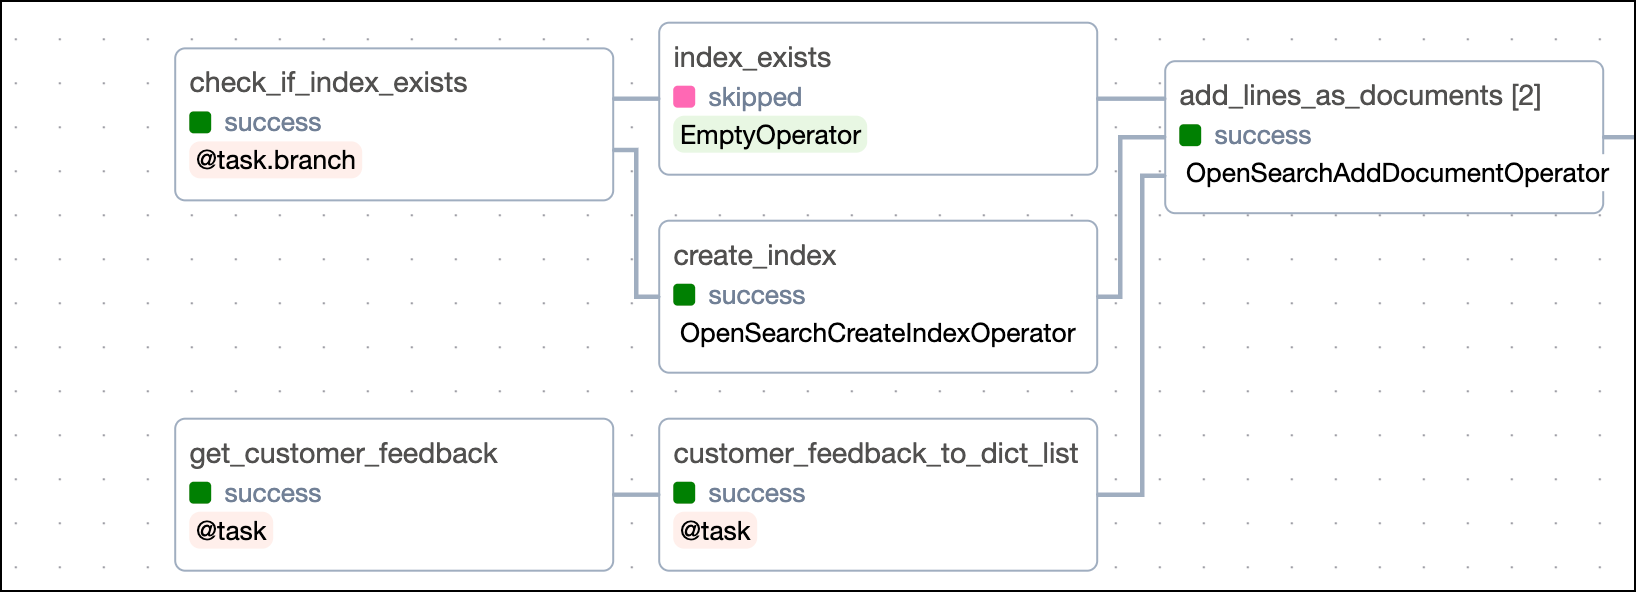 check_if_index_exists
success
@task.branch
index_exists
skipped
EmptyOperator
create_index
success
OpenSearchCreateIndexOperator
add_lines_as_documents [2]
success
OpenSearchAddDocumentOperator
get_customer_feedback
success
@task
customer_feedback_to_dict_list
success
@task